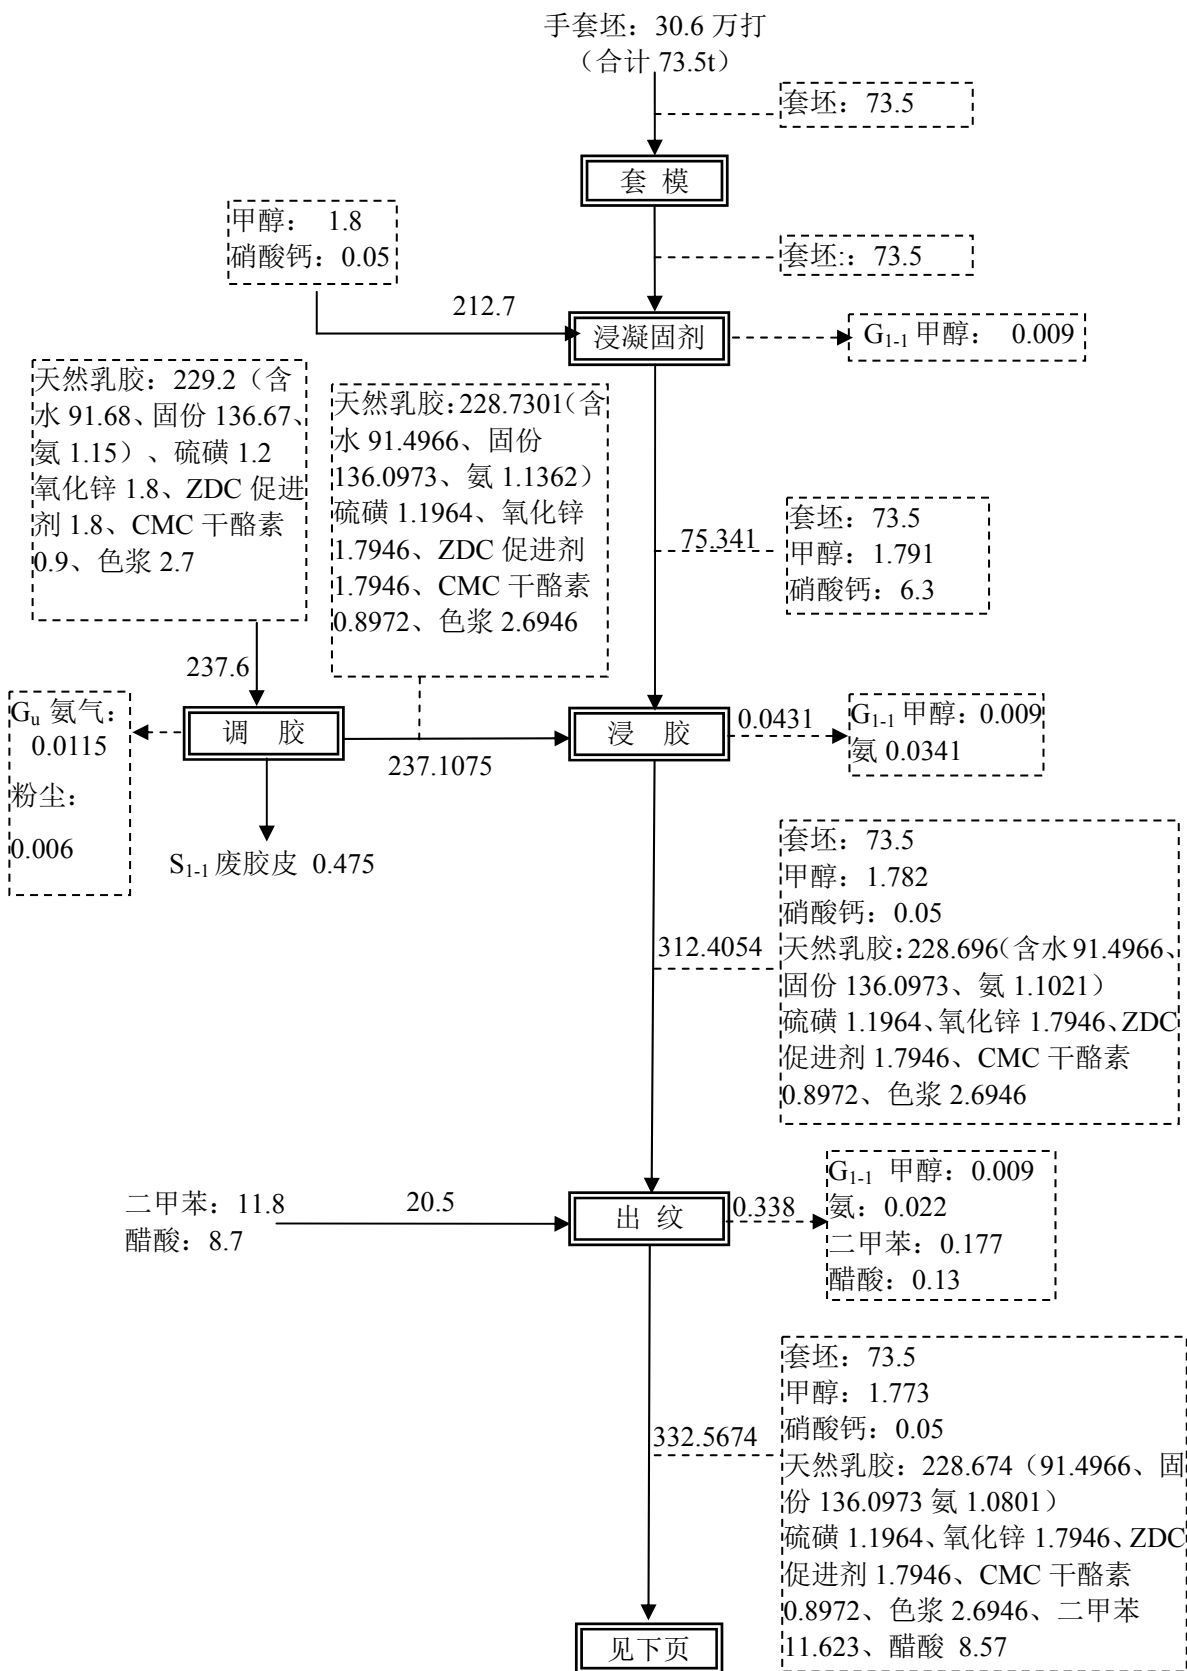 手套坯：30.6 万打
（合计 73.5t）
套坯：73.5
套 模
甲醇： 1.8
硝酸钙：0.05
套坯:：73.5
212.7
浸凝固剂
G1-1 甲醇： 0.009
天然乳胶：229.2（含
水 91.68、固份 136.67、
氨 1.15）、硫磺 1.2
氧化锌 1.8、ZDC 促进
剂 1.8、CMC 干酪素
0.9、色浆 2.7
天然乳胶：228.7301（含
水 91.4966、固份
136.0973、氨 1.1362）
硫磺 1.1964、氧化锌
1.7946、ZDC 促进剂
1.7946、CMC 干酪素
0.8972、色浆 2.6946
75.341
套坯：73.5
甲醇：1.791
硝酸钙：6.3
237.6
Gu 氨气：
0.0115
粉尘：
0.006
调 胶
237.1075
浸 胶
0.0431
G1-1 甲醇：0.009
氨 0.0341
S1-1 废胶皮 0.475
312.4054
套坯：73.5
甲醇：1.782
硝酸钙：0.05
天然乳胶：228.696（含水 91.4966、
固份 136.0973、氨 1.1021）
硫磺 1.1964、氧化锌 1.7946、ZDC
促进剂 1.7946、CMC 干酪素
0.8972、色浆 2.6946
二甲苯：11.8
醋酸：8.7
20.5
出 纹
0.338
G1-1 甲醇：0.009
氨：0.022
二甲苯：0.177
醋酸：0.13
332.5674
套坯：73.5
甲醇：1.773
硝酸钙：0.05
天然乳胶：228.674（91.4966、固
份 136.0973 氨 1.0801）
硫磺 1.1964、氧化锌 1.7946、ZDC
促进剂 1.7946、CMC 干酪素
0.8972、色浆 2.6946、二甲苯
11.623、醋酸 8.57
见下页